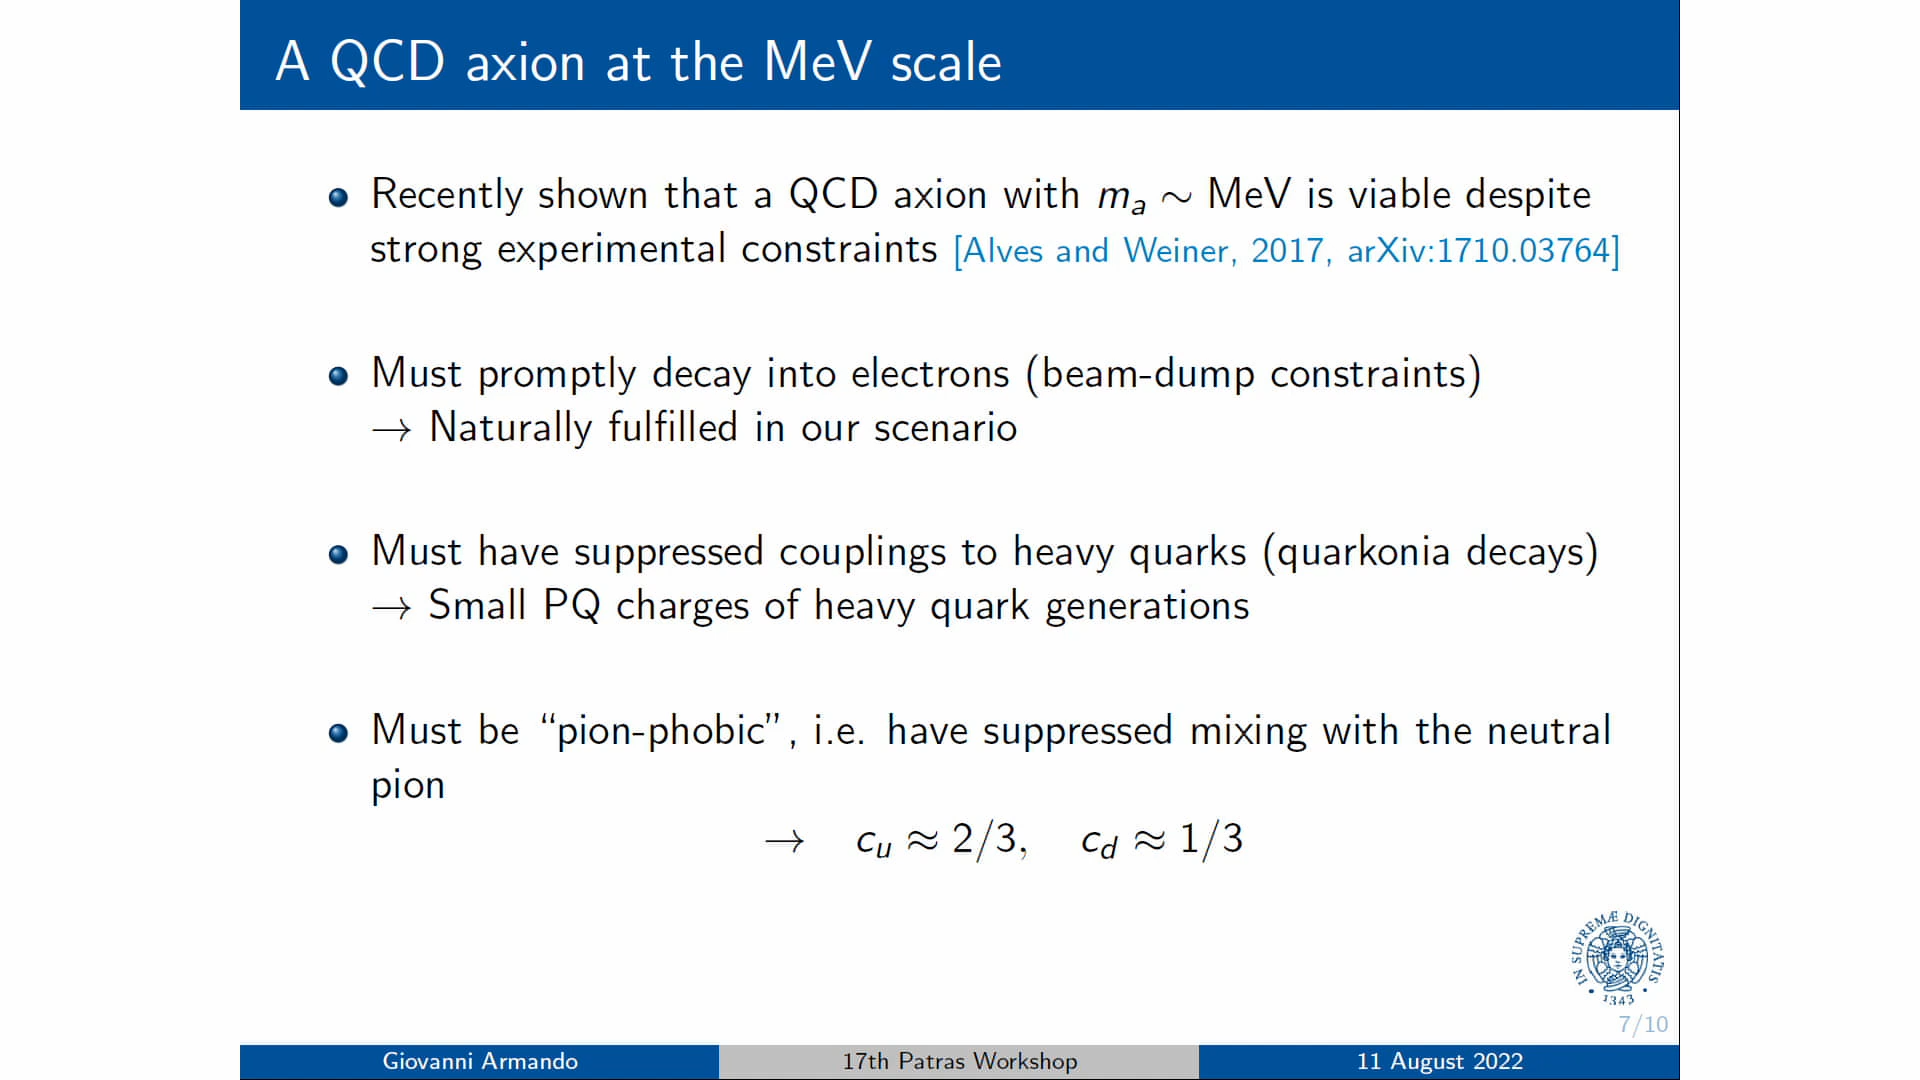 A QCD axion at the MeV scale
Recently shown that a QCD axion with mₐ ∼ MeV is viable despite
strong experimental constraints [Alves and Weiner, 2017, arXiv:1710.03764]
Must promptly decay into electrons (beam-dump constraints)
→ Naturally fulfilled in our scenario
Must have suppressed couplings to heavy quarks (quarkonia decays)
→ Small PQ charges of heavy quark generations
Must be “pion-phobic”, i.e. have suppressed mixing with the neutral
pion
→ c_u ≈ 2/3, c_d ≈ 1/3
IN SUPREMÆ DIGNITATIS
• 1343 •
7/10
Giovanni Armando 17th Patras Workshop 11 August 2022